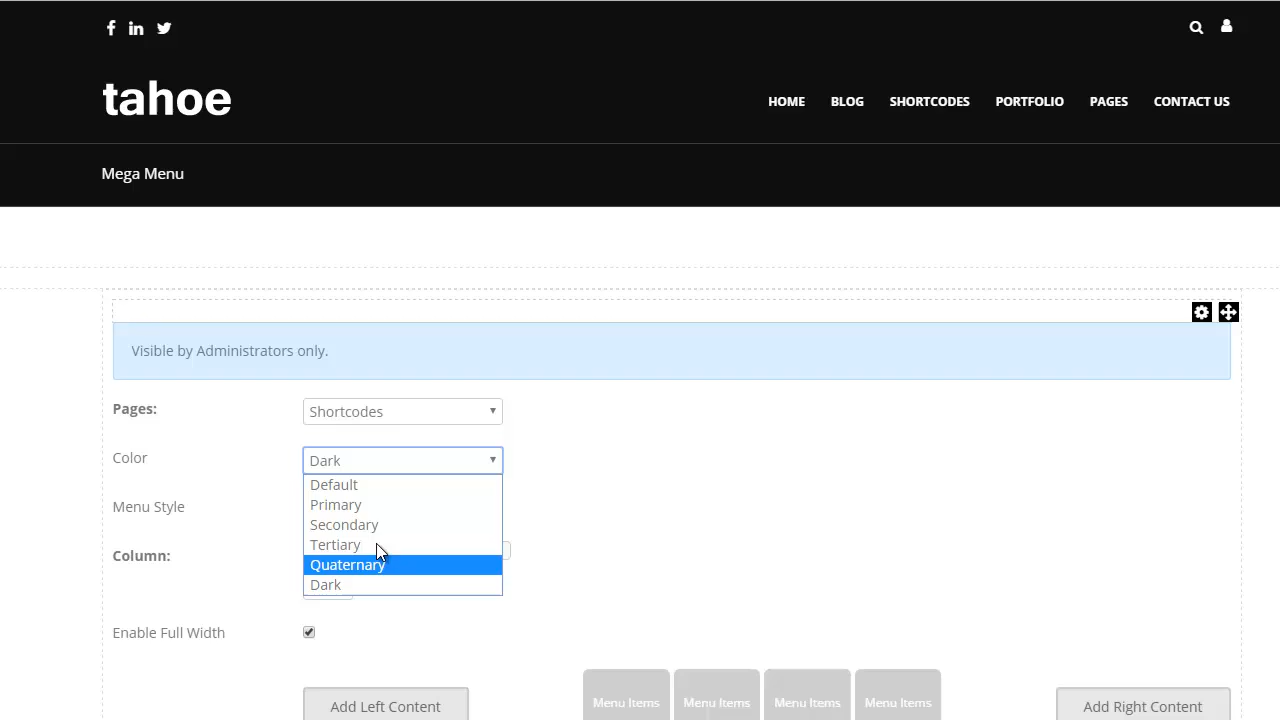 tahoe
HOME BLOG SHORTCODES PORTFOLIO PAGES CONTACT US
Mega Menu
Visible by Administrators only.
Pages: Shortcodes
Color Dark
Default
Primary
Secondary
Tertiary
Quaternary
Dark
Menu Style
Column:
Enable Full Width
Add Left Content
Menu Items Menu Items Menu Items Menu Items
Add Right Content